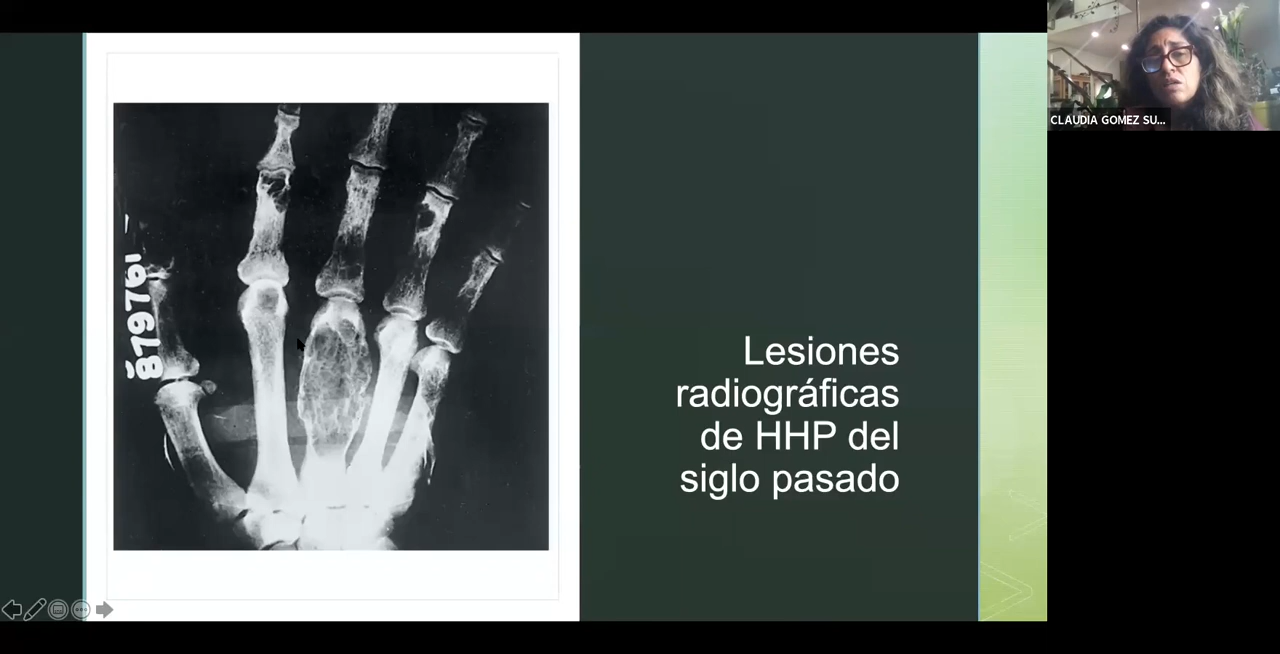 879761
Lesiones
radiográficas
de HHP del
siglo pasado
CLAUDIA GOMEZ SU...